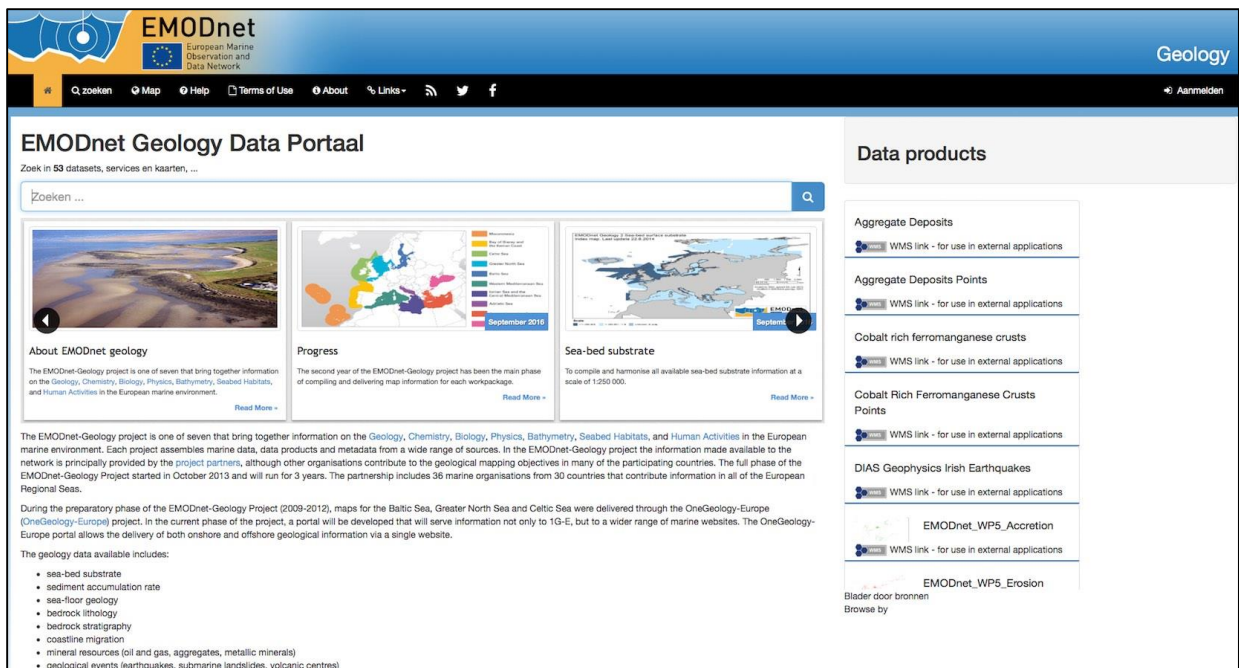 EMODnet
European Marine
Observation and
Data Network
Geology
zoeken Map Help Terms of Use About Links Aanmelden
EMODnet Geology Data Portaal
Zoek in 53 datasets, services en kaarten, ...
Zoeken ...
September 2016
About EMODnet geology
The EMODnet-Geology project is one of seven that bring together information
on the Geology, Chemistry, Biology, Physics, Bathymetry, Seabed Habitats,
and Human Activities in the European marine environment.
Read More »
Progress
The second year of the EMODnet-Geology project has been the main phase
of compiling and delivering map information for each workpackage.
Read More »
Sea-bed substrate
To compile and harmonise all available sea-bed substrate information at a
scale of 1:250 000.
Read More »
The EMODnet-Geology project is one of seven that bring together information on the Geology, Chemistry, Biology, Physics, Bathymetry, Seabed Habitats, and Human Activities in the European
marine environment. Each project assembles marine data, data products and metadata from a wide range of sources. In the EMODnet-Geology project the information made available to the
network is principally provided by the project partners, although other organisations contribute to the geological mapping objectives in many of the participating countries. The full phase of the
EMODnet-Geology Project started in October 2013 and will run for 3 years. The partnership includes 36 marine organisations from 30 countries that contribute information in all of the European
Regional Seas.
During the preparatory phase of the EMODnet-Geology Project (2009-2012), maps for the Baltic Sea, Greater North Sea and Celtic Sea were delivered through the OneGeology-Europe
(OneGeology-Europe) project. In the current phase of the project, a portal will be developed that will serve information not only to 1G-E, but to a wider range of marine websites. The OneGeology-
Europe portal allows the delivery of both onshore and offshore geological information via a single website.
The geology data available includes:
• sea-bed substrate
• sediment accumulation rate
• sea-floor geology
• bedrock lithology
• bedrock stratigraphy
• coastline migration
• mineral resources (oil and gas, aggregates, metallic minerals)
• geological events (earthquakes, submarine landslides, volcanic centres)
Data products
Aggregate Deposits
WMS WMS link - for use in external applications
Aggregate Deposits Points
WMS WMS link - for use in external applications
Cobalt rich ferromanganese crusts
WMS WMS link - for use in external applications
Cobalt Rich Ferromanganese Crusts
Points
WMS WMS link - for use in external applications
DIAS Geophysics Irish Earthquakes
WMS WMS link - for use in external applications
EMODnet_WP5_Accretion
WMS WMS link - for use in external applications
EMODnet_WP5_Erosion
Blader door bronnen
Browse by